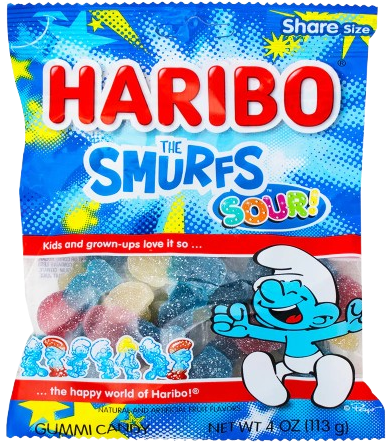 Share Size
HARIBO
THE
SMURFS
SOUR!
Kids and grown-ups love it so ...
... the happy world of Haribo!®
NATURAL AND ARTIFICIAL FRUIT FLAVORS
GUMMI CANDY NET WT 4 OZ (113 g)